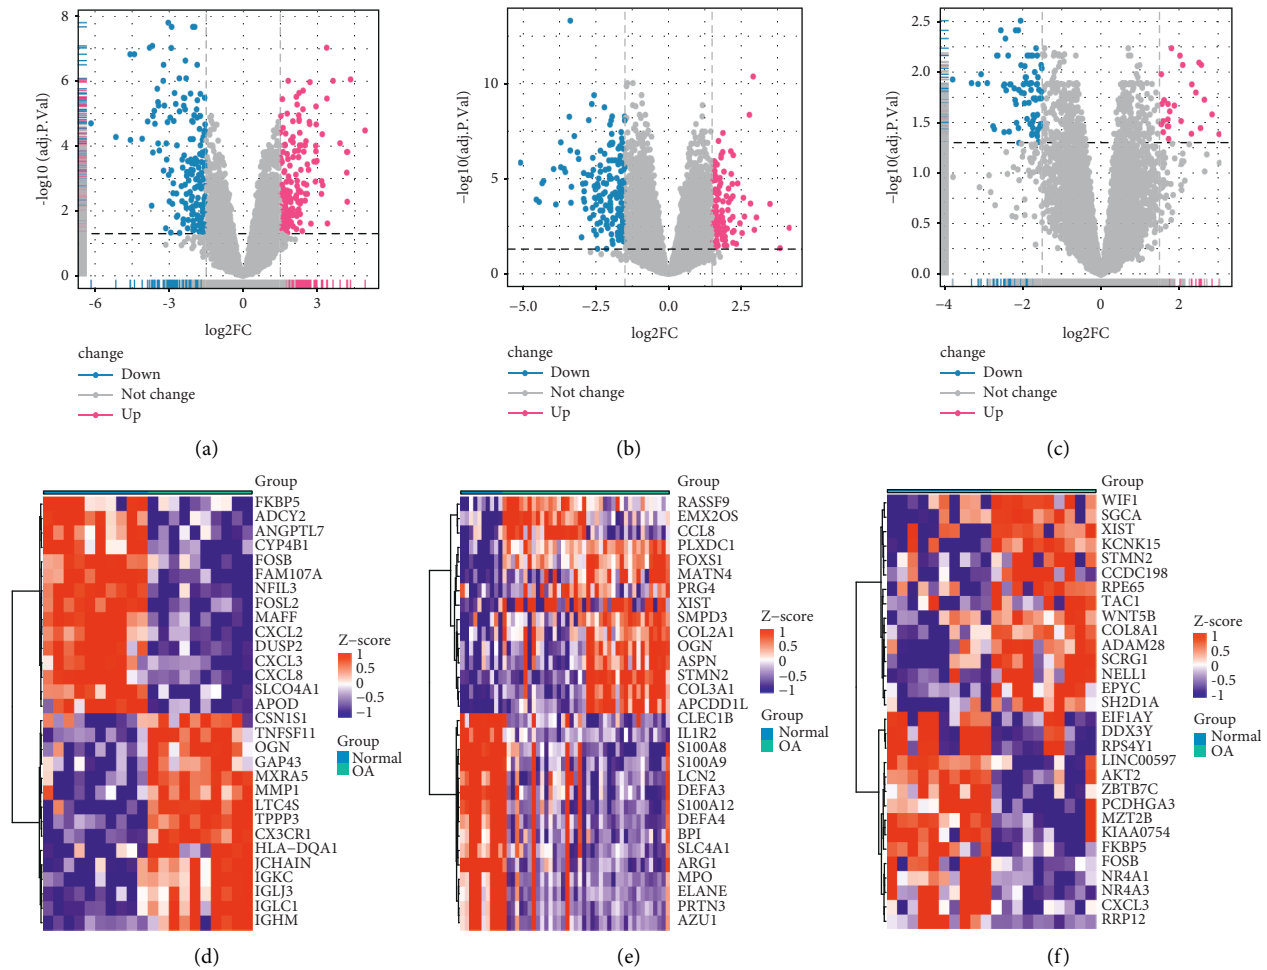 8
6
4
2
0
-log10 (adj.P.Val)
-6
-3
0
3
log2FC
change
Down
Not change
Up
(a)
10
5
0
−log10(adj.P.Val)
−5.0
−2.5
0.0
2.5
log2FC
change
Down
Not change
Up
(b)
2.5
2.0
1.5
1.0
0.5
0.0
−log10(adj.P.Val)
−4
−2
0
2
log2FC
change
Down
Not change
Up
(c)
Group
FKBP5
ADCY2
ANGPTL7
CYP4B1
FOSB
FAM107A
NFIL3
FOSL2
MAFF
CXCL2
DUSP2
CXCL3
CXCL8
SLCO4A1
APOD
CSN1S1
TNFSF11
OGN
GAP43
MXRA5
MMP1
LTC4S
TPPP3
CX3CR1
HLA−DQA1
JCHAIN
IGKC
IGLJ3
IGLC1
IGHM
Z−score
1
0.5
0
−0.5
−1
Group
Normal
OA
(d)
Group
RASSF9
EMX2OS
CCL8
PLXDC1
FOXS1
MATN4
PRG4
XIST
SMPD3
COL2A1
OGN
ASPN
STMN2
COL3A1
APCDD1L
CLEC1B
IL1R2
S100A8
S100A9
LCN2
DEFA3
S100A12
DEFA4
BPI
SLC4A1
ARG1
MPO
ELANE
PRTN3
AZU1
Z−score
1
0.5
0
−0.5
−1
Group
Normal
OA
(e)
Group
WIF1
SGCA
XIST
KCNK15
STMN2
CCDC198
RPE65
TAC1
WNT5B
COL8A1
ADAM28
SCRG1
NELL1
EPYC
SH2D1A
EIF1AY
DDX3Y
RPS4Y1
LINC00597
AKT2
ZBTB7C
PCDHGA3
MZT2B
KIAA0754
FKBP5
FOSB
NR4A1
NR4A3
CXCL3
RRP12
Z-score
1
0.5
0
-0.5
-1
Group
Normal
OA
(f)